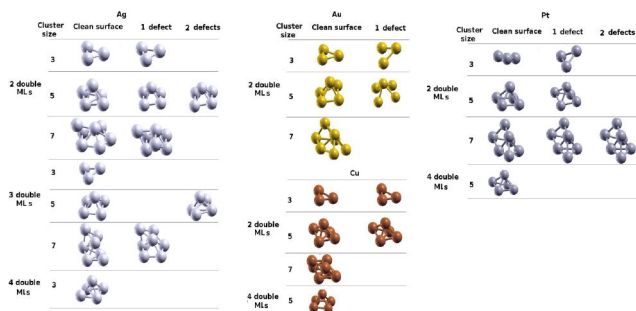 Ag
Cluster size Clean surface 1 defect 2 defects
3
2 double MLs 5
7
3
3 double MLs 5
7
4 double MLs 3
Au
Cluster size Clean surface 1 defect
3
2 double MLs 5
7
Cu
3
2 double MLs 5
7
4 double MLs 5
Pt
Cluster size Clean surface 1 defect 2 defects
3
2 double MLs 5
7
4 double MLs 5